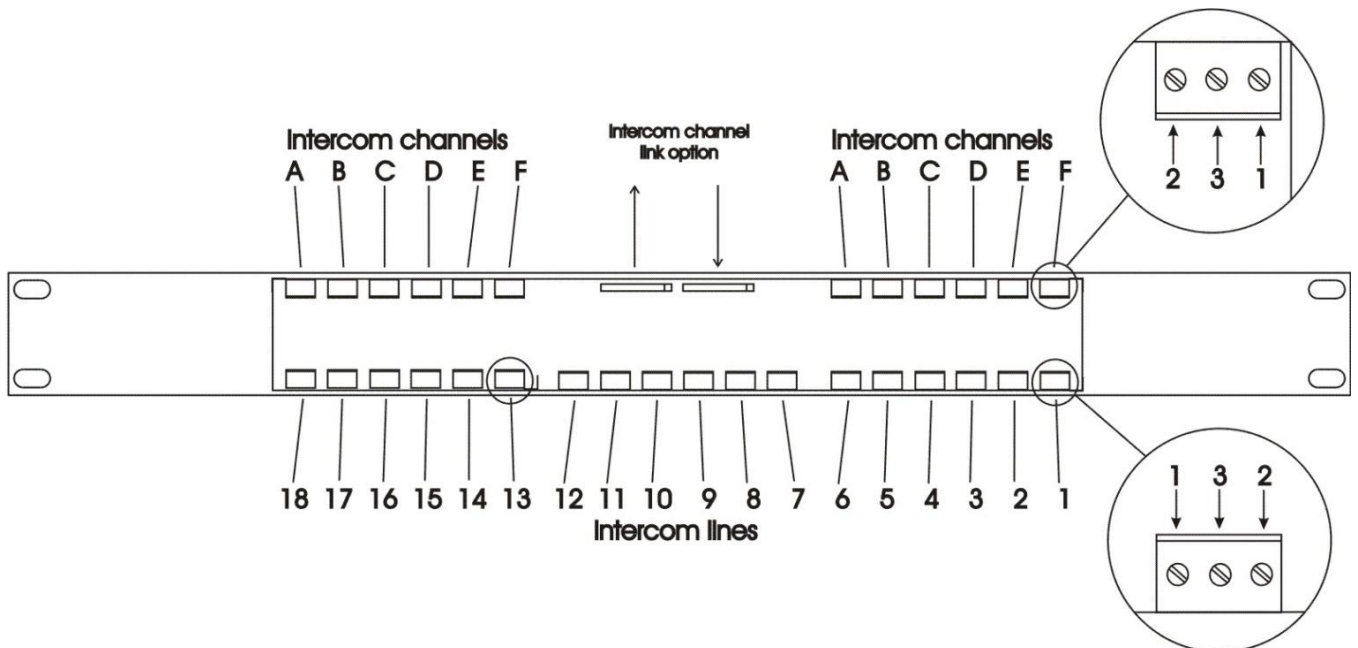 2 3 1
Intercom channels
A B C D E F
Intercom channel
link option
Intercom channels
A B C D E F
18 17 16 15 14 13 12 11 10 9 8 7 6 5 4 3 2 1
Intercom lines
1 3 2